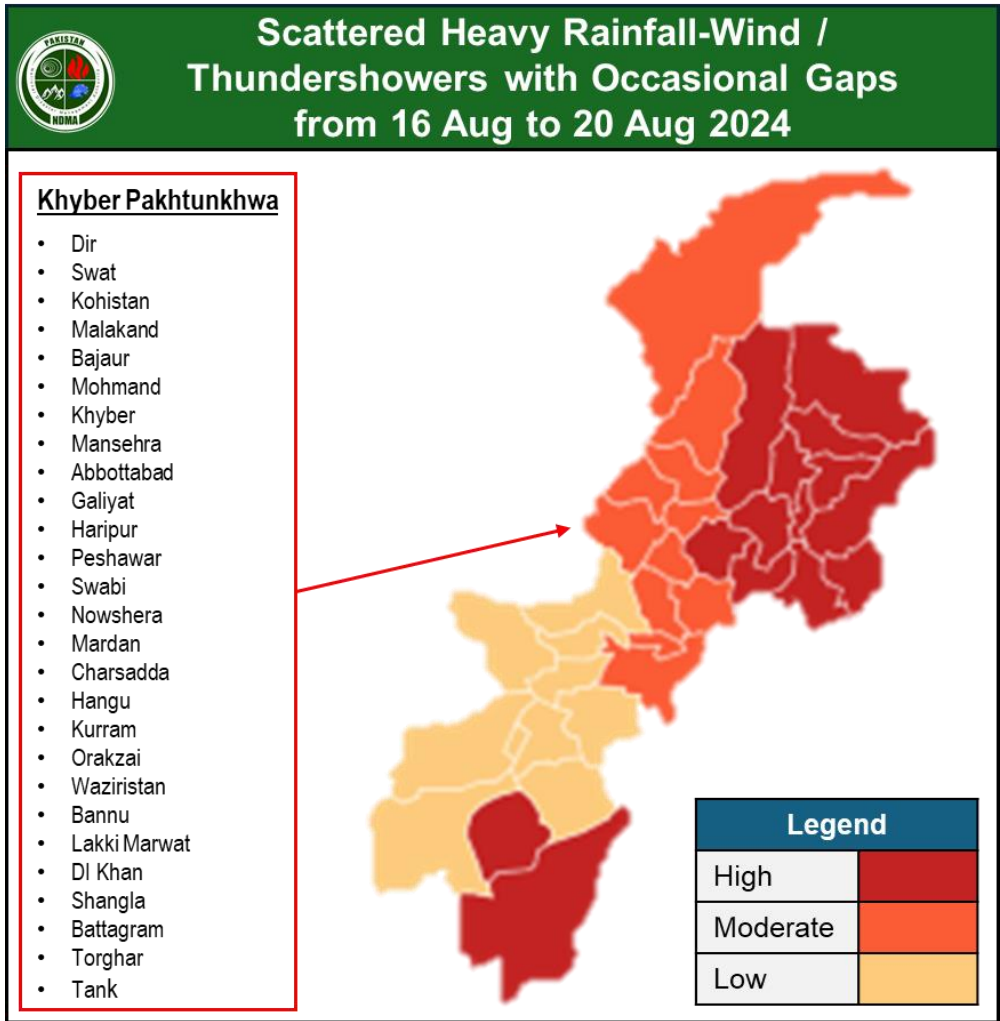 Scattered Heavy Rainfall-Wind /
Thundershowers with Occasional Gaps
from 16 Aug to 20 Aug 2024
PAKISTAN
NDMA
Khyber Pakhtunkhwa
• Dir
• Swat
• Kohistan
• Malakand
• Bajaur
• Mohmand
• Khyber
• Mansehra
• Abbottabad
• Galiyat
• Haripur
• Peshawar
• Swabi
• Nowshera
• Mardan
• Charsadda
• Hangu
• Kurram
• Orakzai
• Waziristan
• Bannu
• Lakki Marwat
• DI Khan
• Shangla
• Battagram
• Torghar
• Tank
Legend
High
Moderate
Low